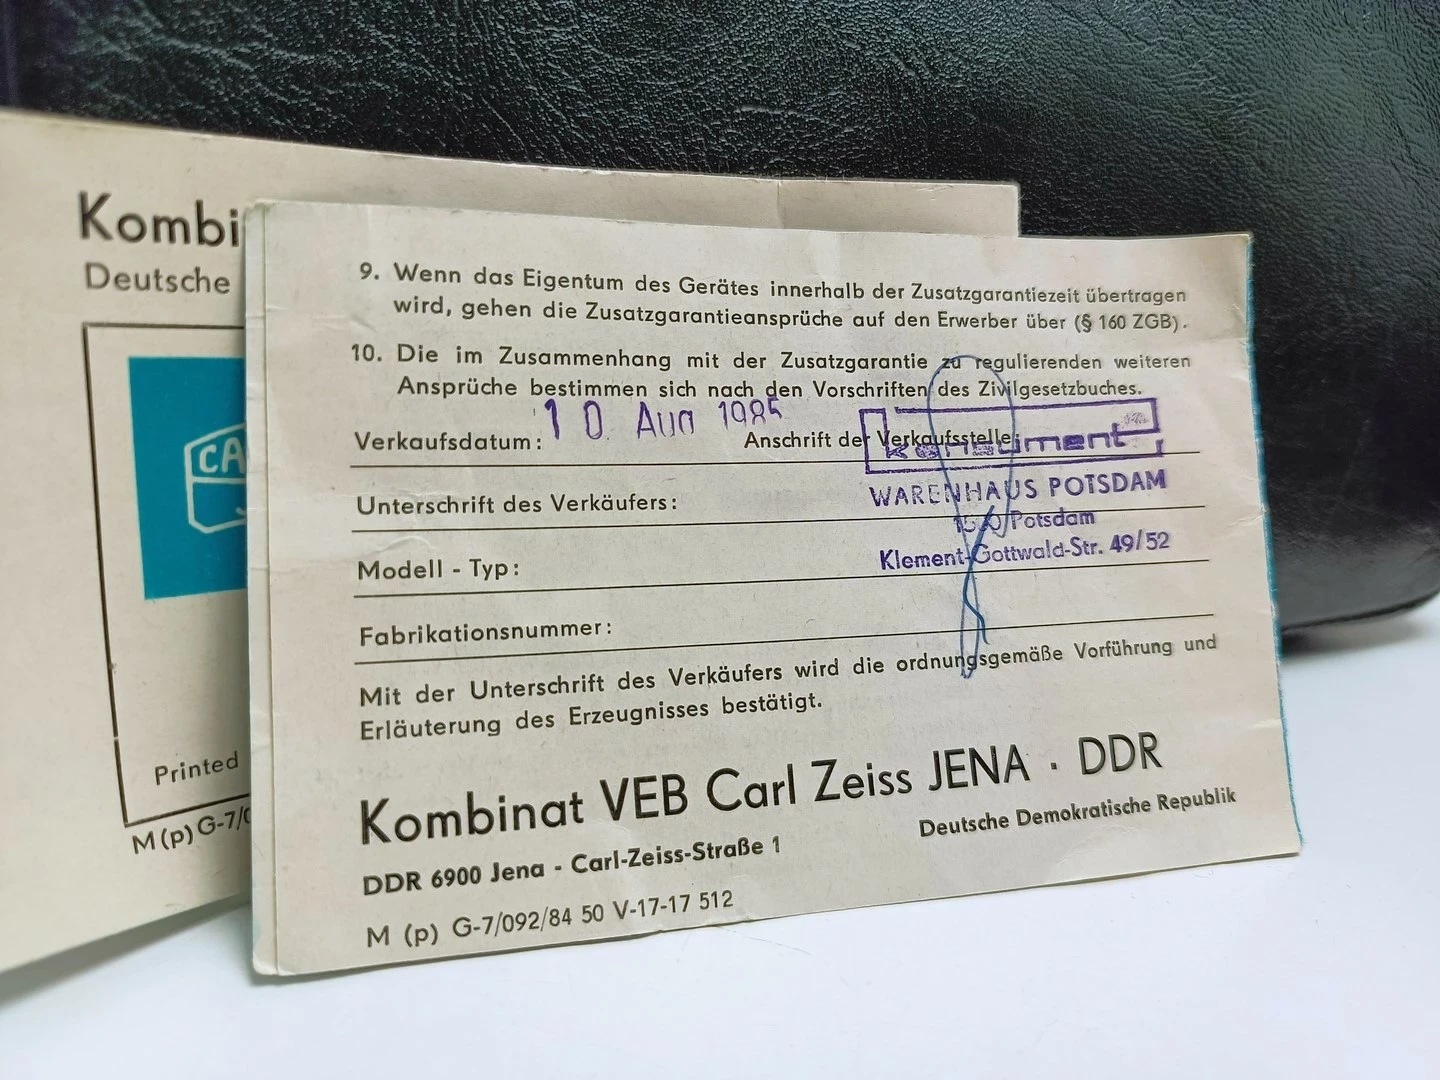 Kombi
Deutsche
CA
Printed
M (p) G-7/0
9. Wenn das Eigentum des Gerätes innerhalb der Zusatzgarantiezeit übertragen
wird, gehen die Zusatzgarantieansprüche auf den Erwerber über (§ 160 ZGB).
10. Die im Zusammenhang mit der Zusatzgarantie zu regulierenden weiteren
Ansprüche bestimmen sich nach den Vorschriften des Zivilgesetzbuches.
Verkaufsdatum: 10 Aug 1985 Anschrift der Verkaufsstelle:
konsument
Unterschrift des Verkäufers: WARENHAUS POTSDAM
Potsdam
Modell - Typ: Klement-Gottwald-Str. 49/52
Fabrikationsnummer:
Mit der Unterschrift des Verkäufers wird die ordnungsgemäße Vorführung und
Erläuterung des Erzeugnisses bestätigt.
Kombinat VEB Carl Zeiss JENA · DDR
Deutsche Demokratische Republik
DDR 6900 Jena - Carl-Zeiss-Straße 1
M (p) G-7/092/84 50 V-17-17 512